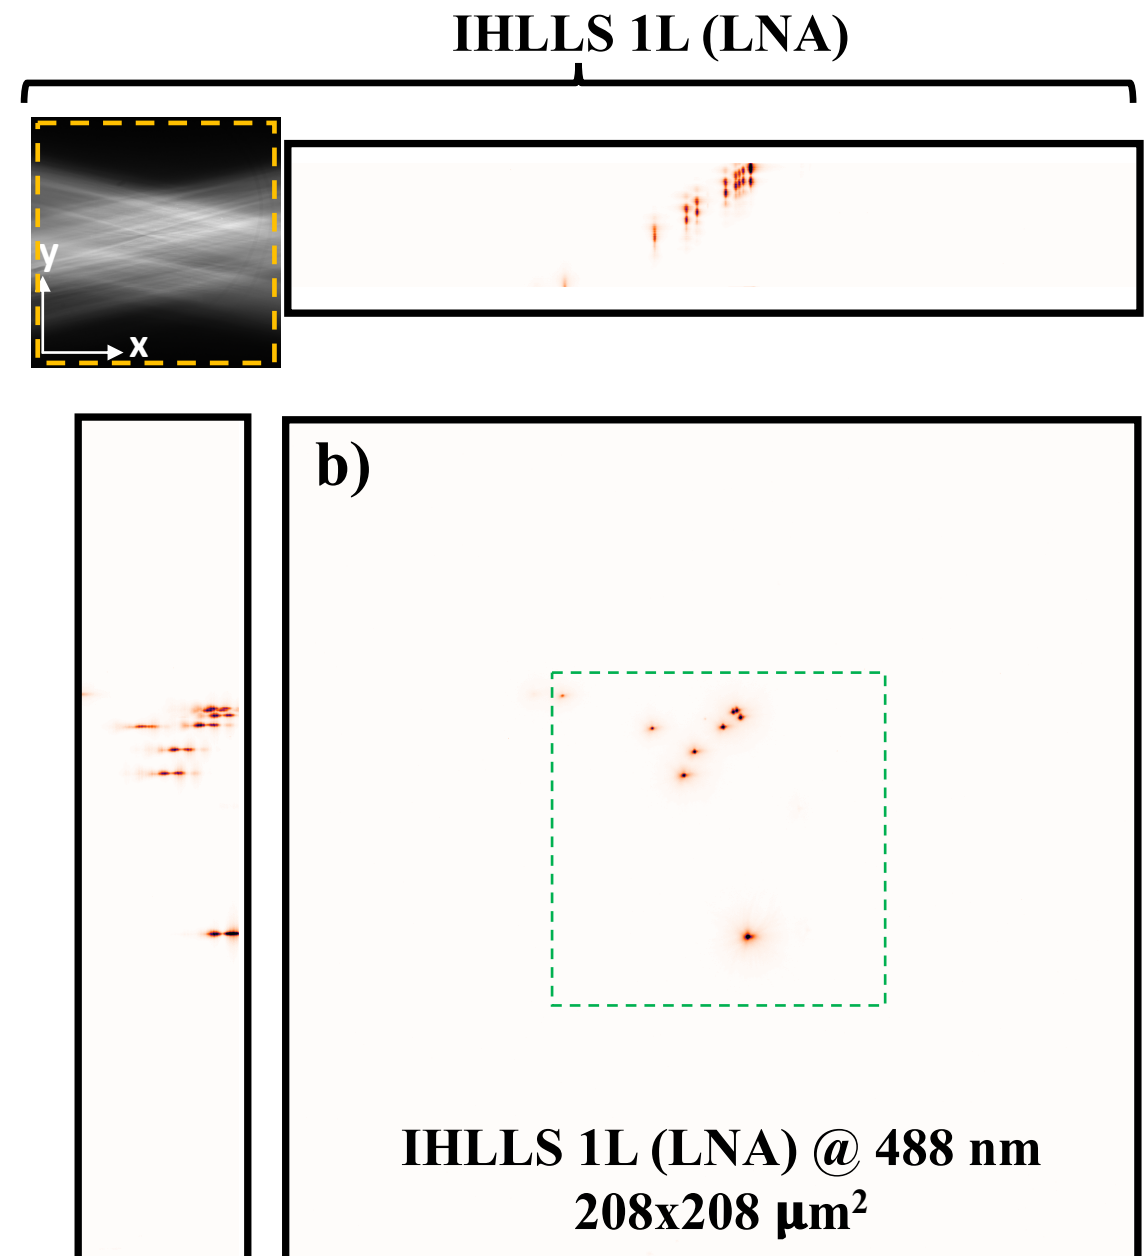 IHLLS 1L (LNA)
y
x
b)
IHLLS 1L (LNA) @ 488 nm
208x208 µm²